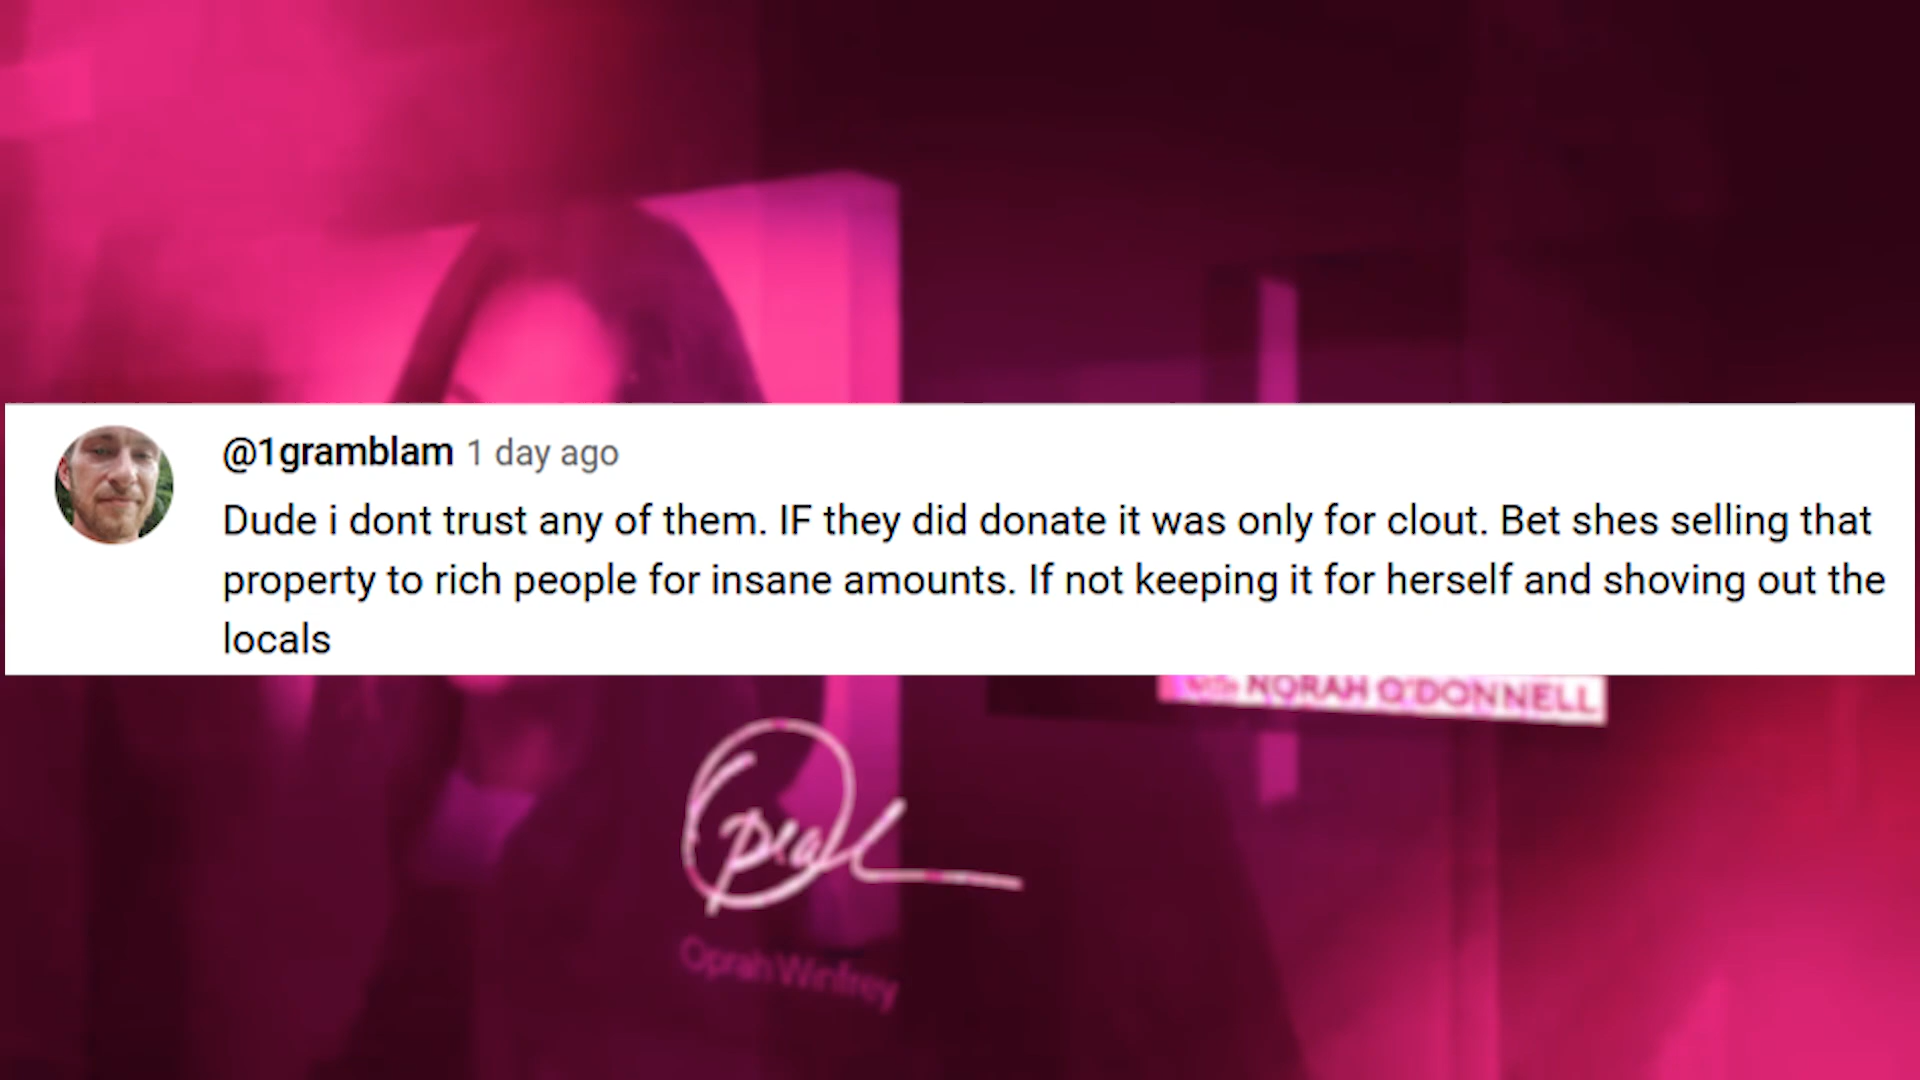 @1gramblam 1 day ago
Dude i dont trust any of them. IF they did donate it was only for clout. Bet shes selling that
property to rich people for insane amounts. If not keeping it for herself and shoving out the
locals
with NORAH O'DONNELL
Oprah
Oprah Winfrey